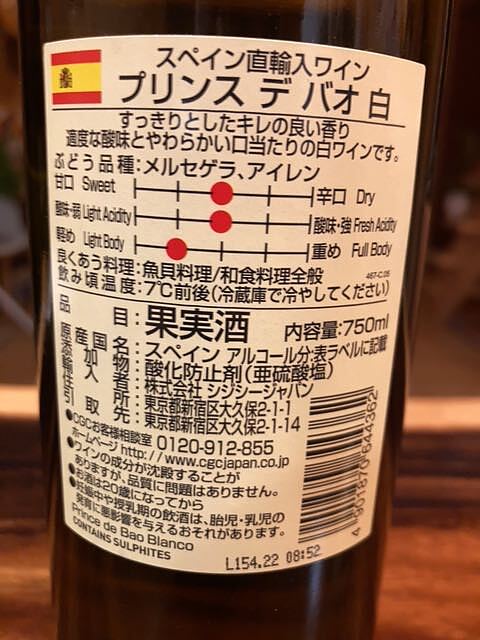 スペイン直輸入ワイン
プリンス デ バオ 白
すっきりとしたキレの良い香り
適度な酸味とやわらかい口当たりの白ワインです。
ぶどう品種:メルセゲラ、アイレン
甘口 Sweet 辛口 Dry
酸味・弱 Light Acidity 酸味・強 Fresh Acidity
軽め Light Body 重め Full Body
良くあう料理:魚貝料理/和食料理全般
467-C.05
飲み頃温度:7℃前後(冷蔵庫で冷やしてください)
品目:果実酒 内容量:750ml
原産国名:スペイン アルコール分:表ラベルに記載
添加物:酸化防止剤(亜硫酸塩)
輸入者:株式会社 シジシージャパン
住所:東京都新宿区大久保2-1-1
引取先:東京都新宿区大久保2-1-14
●CGCお客様相談室 0120-912-855
ホームページ http://www.cgcjapan.co.jp
●ワインの成分が沈殿することが
ありますが、品質に問題はありません。
●お酒は20歳になってから
●妊娠中や授乳期の飲酒は、胎児・乳児の
発育に悪影響を与えるおそれがあります。
Prince de Bao Blanco
CONTAINS SULPHITES
L154.22 08:52
4 901870 644362